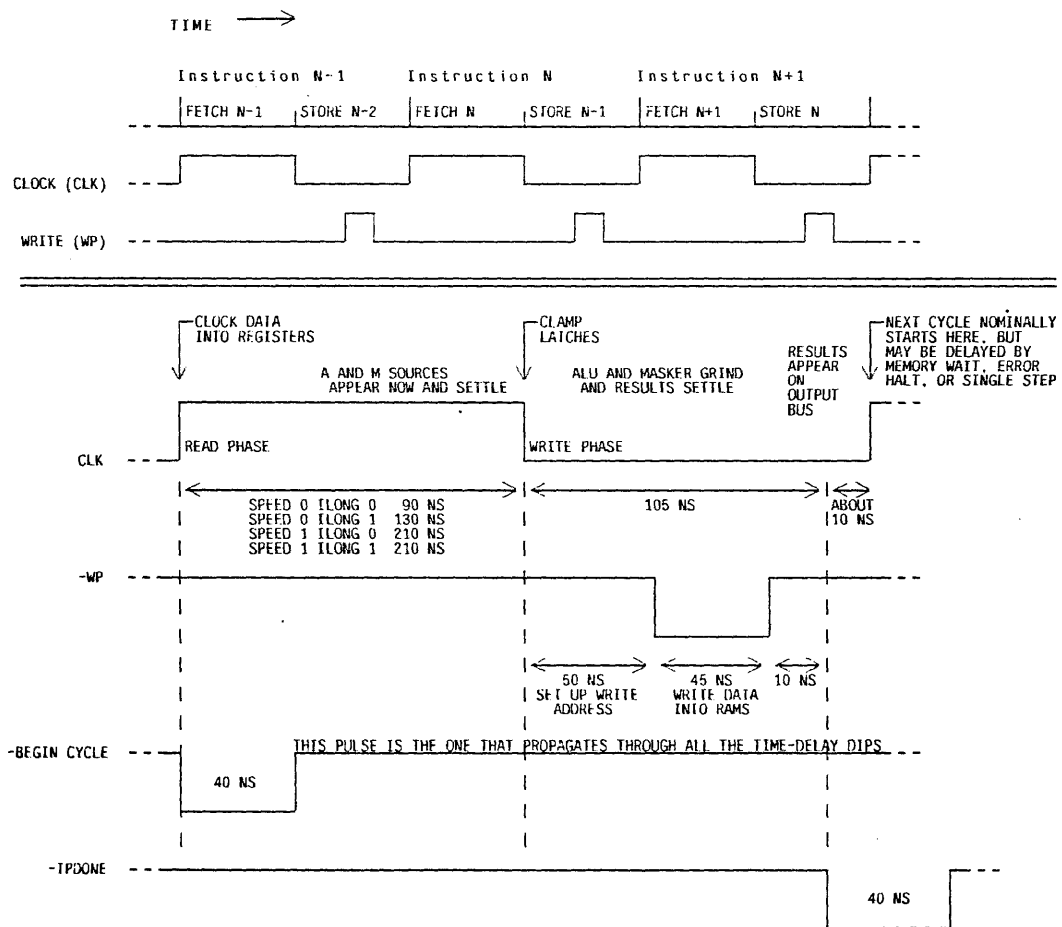 TIME
Instruction N-1 Instruction N Instruction N+1
FETCH N-1 STORE N-2 FETCH N STORE N-1 FETCH N+1 STORE N
CLOCK (CLK)
WRITE (WP)
CLOCK DATA
INTO REGISTERS
A AND M SOURCES
APPEAR NOW AND SETTLE
CLAMP
LATCHES
ALU AND MASKER GRIND
AND RESULTS SETTLE
RESULTS
APPEAR
ON
OUTPUT
BUS
NEXT CYCLE NOMINALLY
STARTS HERE, BUT
MAY BE DELAYED BY
MEMORY WAIT, ERROR
HALT, OR SINGLE STEP
CLK
READ PHASE
WRITE PHASE
SPEED 0 ILONG 0 90 NS
SPEED 0 ILONG 1 130 NS
SPEED 1 ILONG 0 210 NS
SPEED 1 ILONG 1 210 NS
105 NS
ABOUT
10 NS
-WP
50 NS
SET UP WRITE
ADDRESS
45 NS
WRITE DATA
INTO RAMS
10 NS
-BEGIN CYCLE
THIS PULSE IS THE ONE THAT PROPAGATES THROUGH ALL THE TIME-DELAY DIPS
40 NS
-TPDONE
40 NS